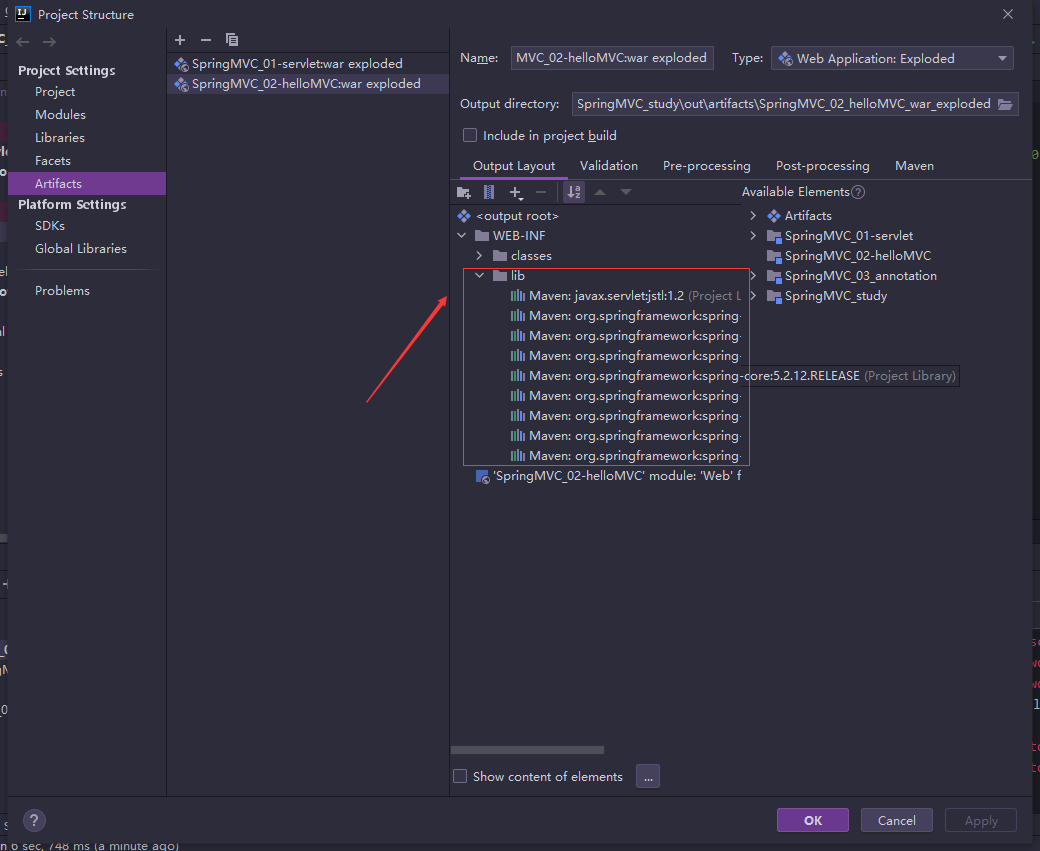 Project Structure
Project Settings
Project
Modules
Libraries
Facets
Artifacts
Platform Settings
SDKs
Global Libraries
Problems
SpringMVC_01-servlet:war exploded
SpringMVC_02-helloMVC:war exploded
Name: MVC_02-helloMVC:war exploded Type: Web Application: Exploded
Output directory: SpringMVC_study\out\artifacts\SpringMVC_02_helloMVC_war_exploded
Include in project build
Output Layout Validation Pre-processing Post-processing Maven
Available Elements
<output root>
WEB-INF
classes
lib
Maven: javax.servlet:jstl:1.2 (Project L
Maven: org.springframework:spring-
Maven: org.springframework:spring-
Maven: org.springframework:spring-
Maven: org.springframework:spring-core:5.2.12.RELEASE (Project Library)
Maven: org.springframework:spring-
Maven: org.springframework:spring-
Maven: org.springframework:spring-
Maven: org.springframework:spring-
'SpringMVC_02-helloMVC' module: 'Web' f
Artifacts
SpringMVC_01-servlet
SpringMVC_02-helloMVC
SpringMVC_03_annotation
SpringMVC_study
Show content of elements ...
? OK Cancel Apply
n 6 sec, 748 ms (a minute ago)